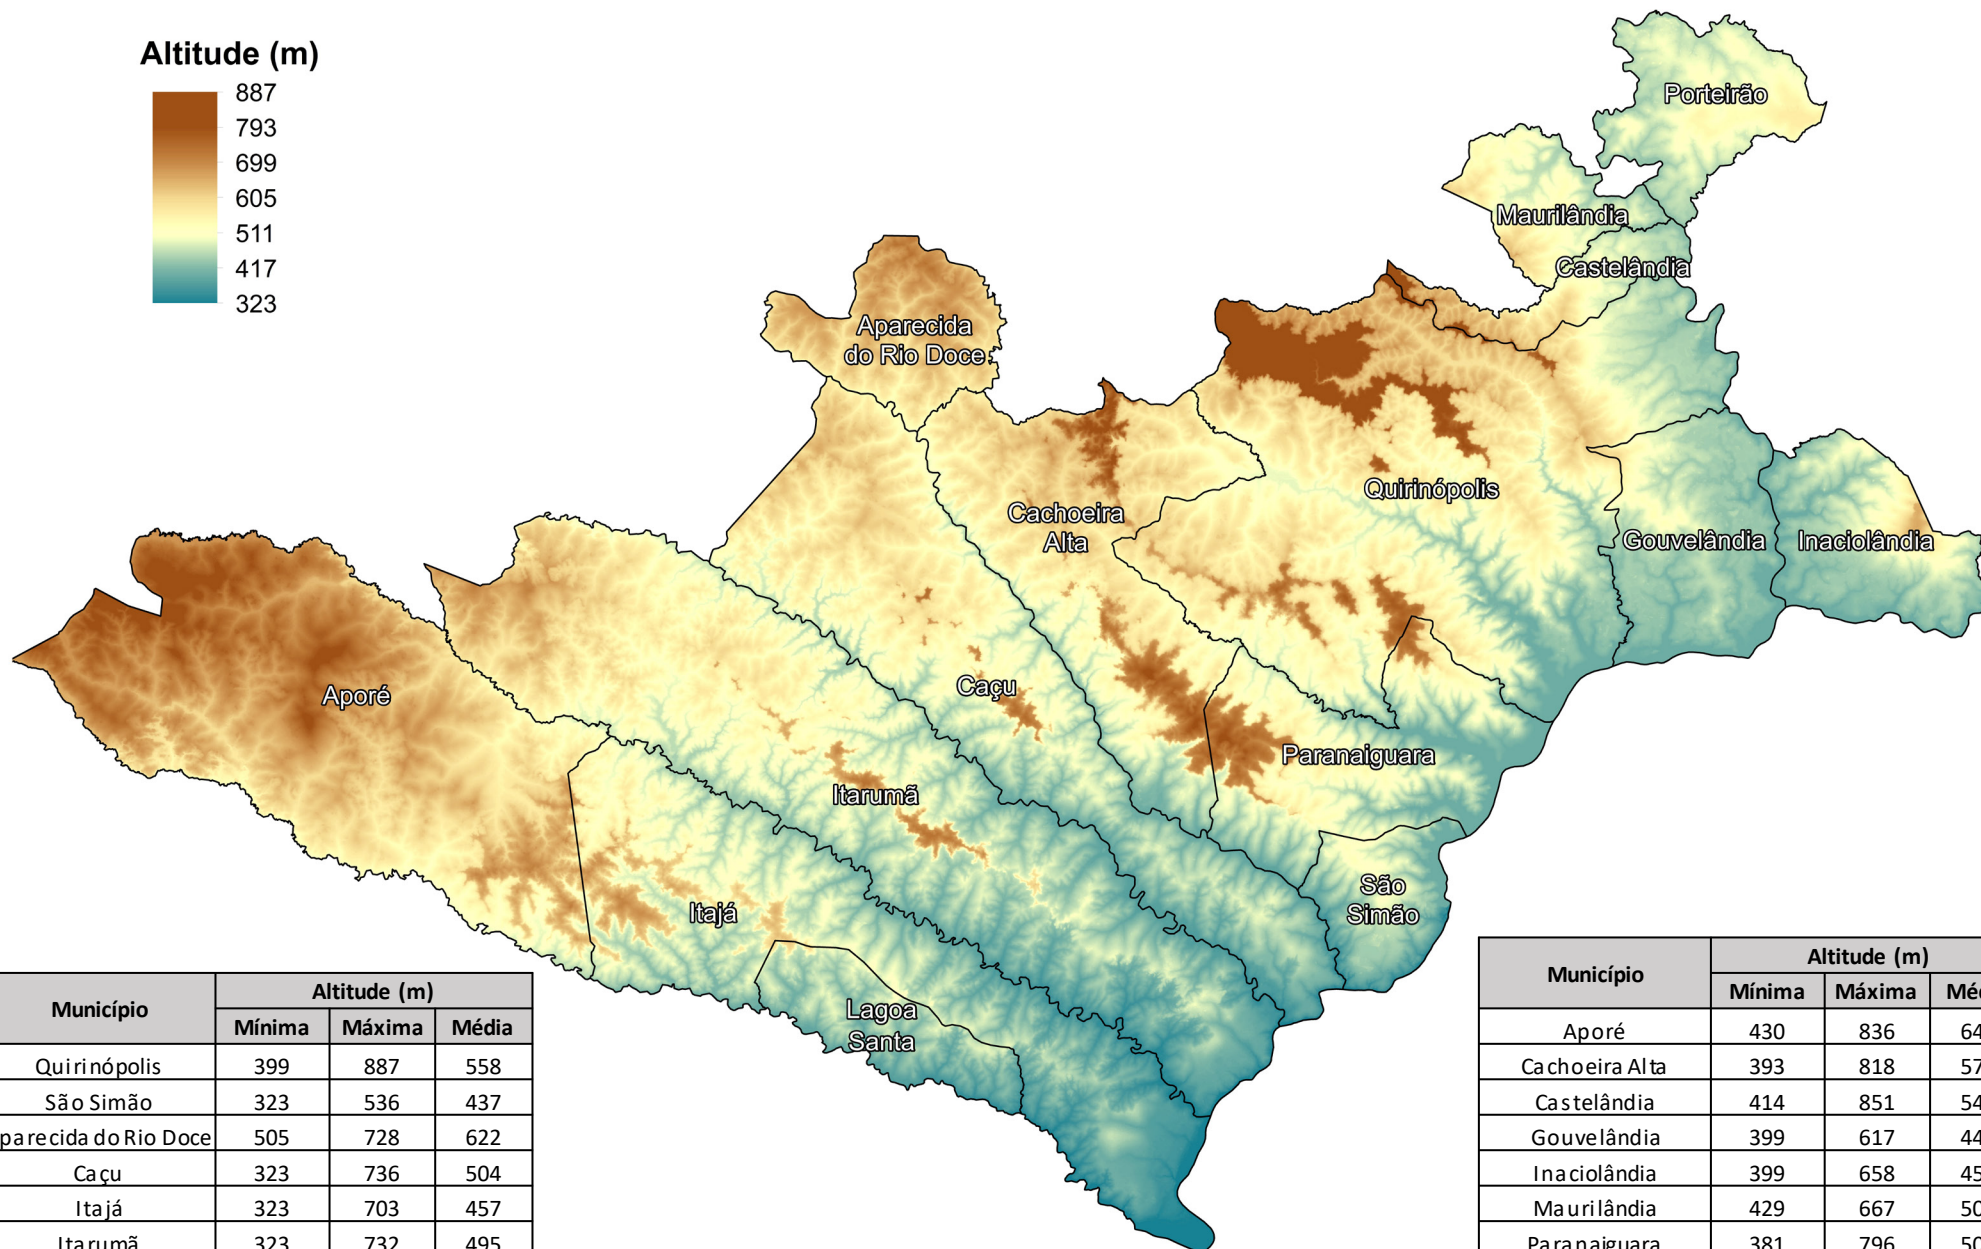 Altitude (m)
887
793
699
605
511
417
323
Porteirão
Maurilândia
Castelândia
Aparecida
do Rio Doce
Quirinópolis
Cachoeira
Alta
Gouvelândia
Inaciolândia
Aporé
Caçu
Paranaiguara
Itarumã
São
Simão
Itajá
Lagoa
Santa
Município Altitude (m)
Mínima Máxima Média
Quirinópolis 399 887 558
São Simão 323 536 437
parecida do Rio Doce 505 728 622
Caçu 323 736 504
Itajá 323 703 457
Itarumã 323 732 495
Município Altitude (m)
Mínima Máxima
Aporé 430 836
Cachoeira Alta 393 818
Castelândia 414 851
Gouvelândia 399 617
Inaciolândia 399 658
Maurilândia 429 667
Paranaiguara 381 796